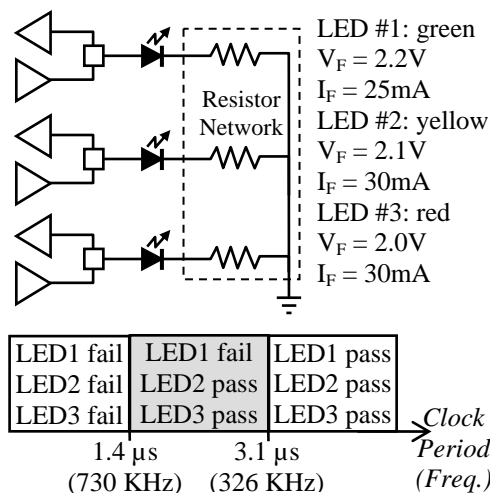 LED #1: green
V_F = 2.2V
I_F = 25mA
LED #2: yellow
V_F = 2.1V
I_F = 30mA
LED #3: red
V_F = 2.0V
I_F = 30mA
Resistor
Network
LED1 fail
LED2 fail
LED3 fail
LED1 fail
LED2 pass
LED3 pass
LED1 pass
LED2 pass
LED3 pass
1.4 µs
(730 KHz)
3.1 µs
(326 KHz)
Clock
Period
(Freq.)